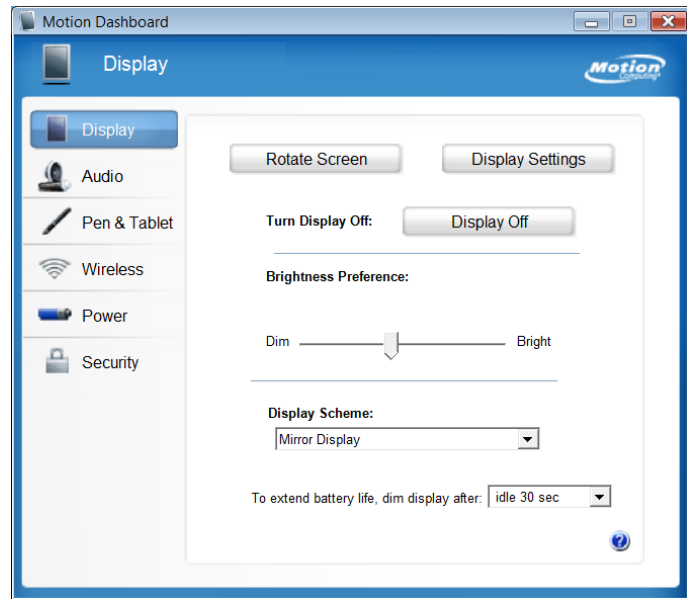 Motion Dashboard
Display
Motion
Computing
Display
Audio
Pen & Tablet
Wireless
Power
Security
Rotate Screen Display Settings
Turn Display Off: Display Off
Brightness Preference:
Dim Bright
Display Scheme:
Mirror Display
To extend battery life, dim display after: idle 30 sec
?